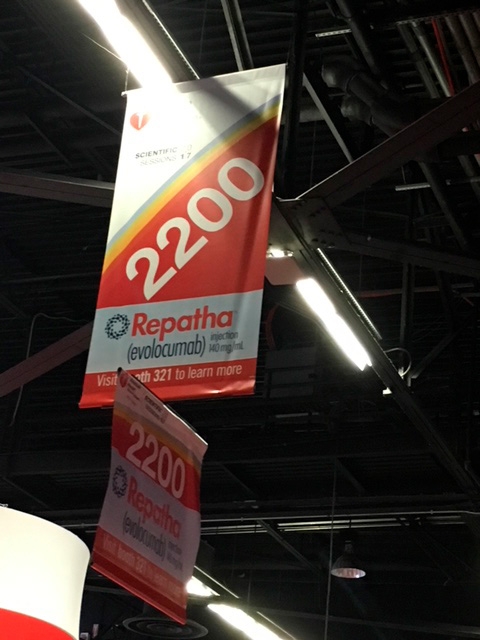 SCIENTIFIC
SESSIONS 17
2200
Repatha
(evolocumab) injection
140 mg/mL
Visit Booth 321 to learn more
2200
Repatha
(evolocumab) injection